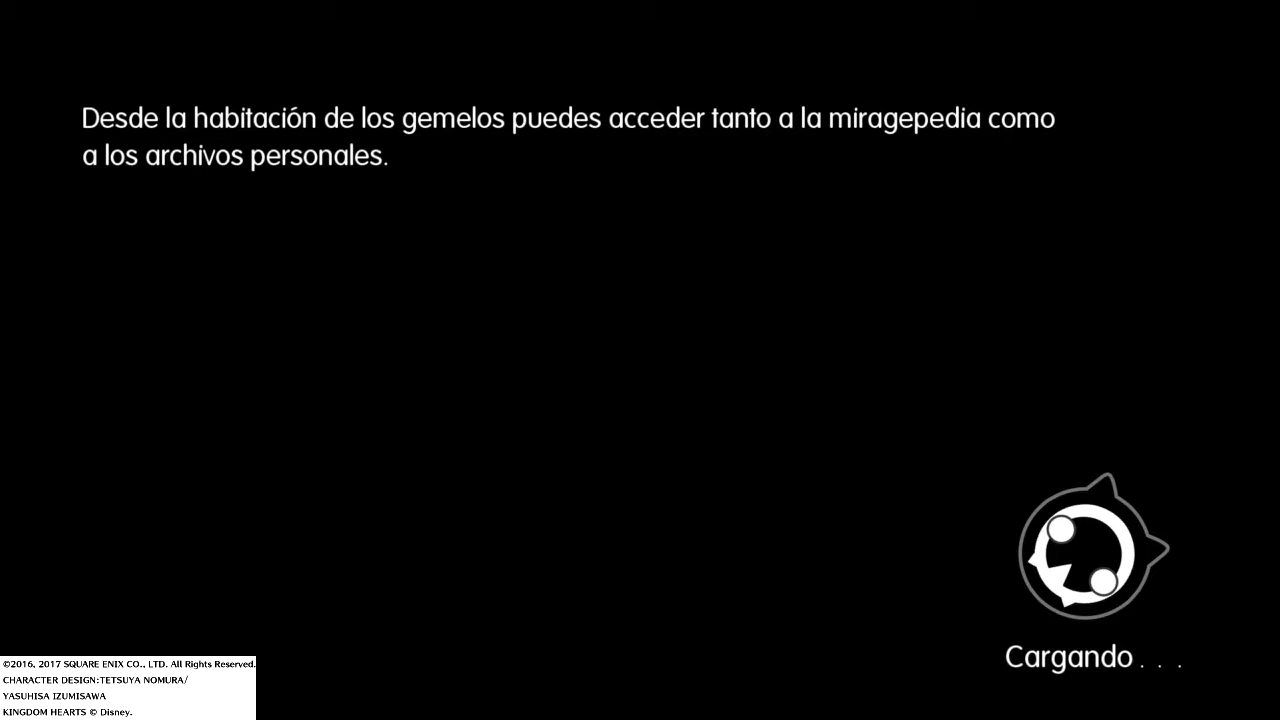 Desde la habitación de los gemelos puedes acceder tanto a la miragepedia como
a los archivos personales.
Cargando . . .
©2016, 2017 SQUARE ENIX CO., LTD. All Rights Reserved.
CHARACTER DESIGN:TETSUYA NOMURA/
YASUHISA IZUMISAWA
KINGDOM HEARTS © Disney.